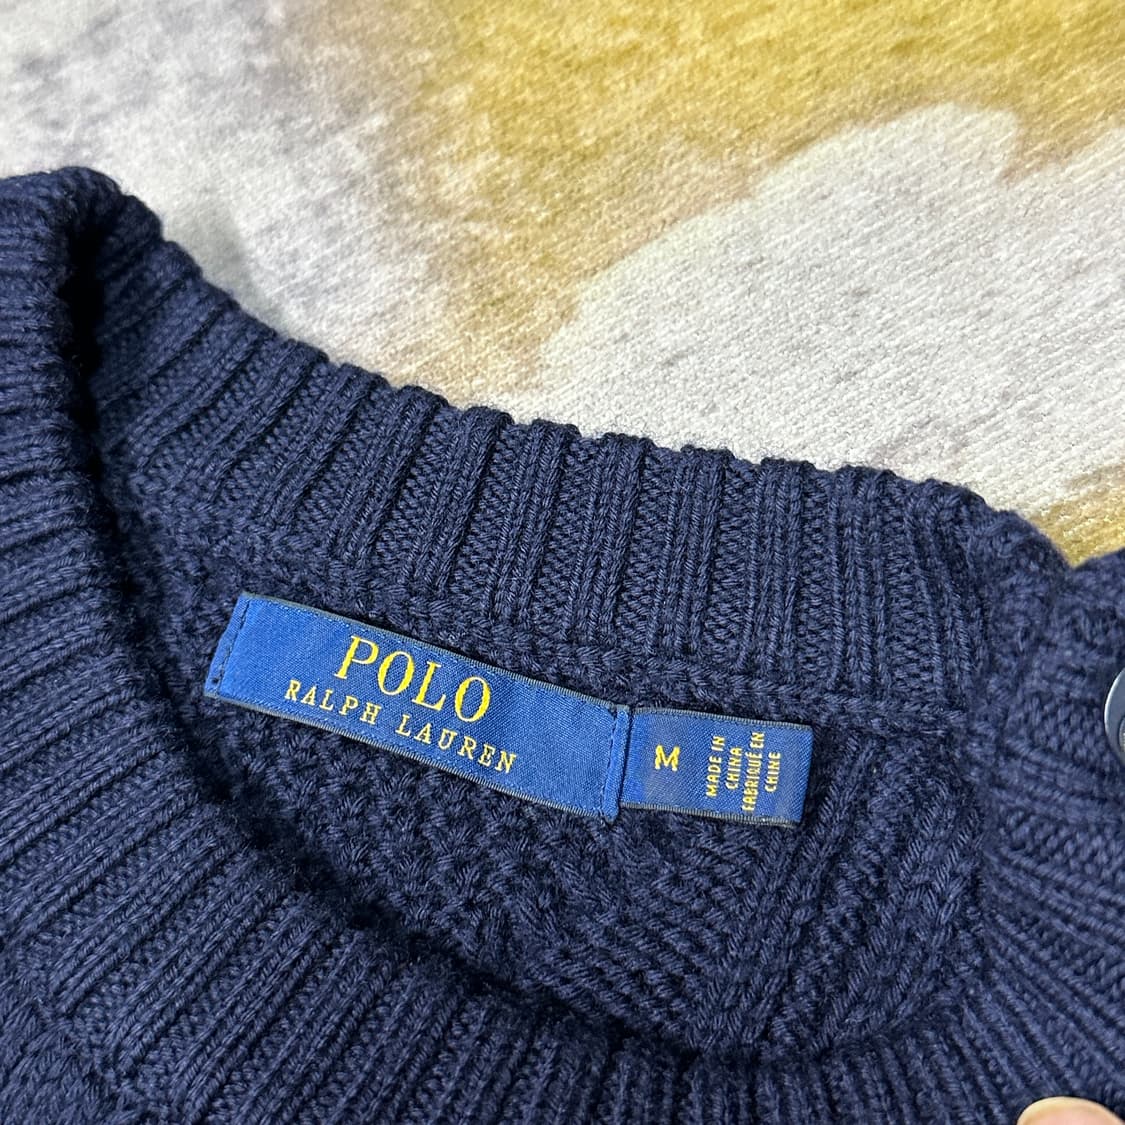 POLO
RALPH LAUREN
M
MADE IN
CHINA
FABRIQUÉ EN
CHINE